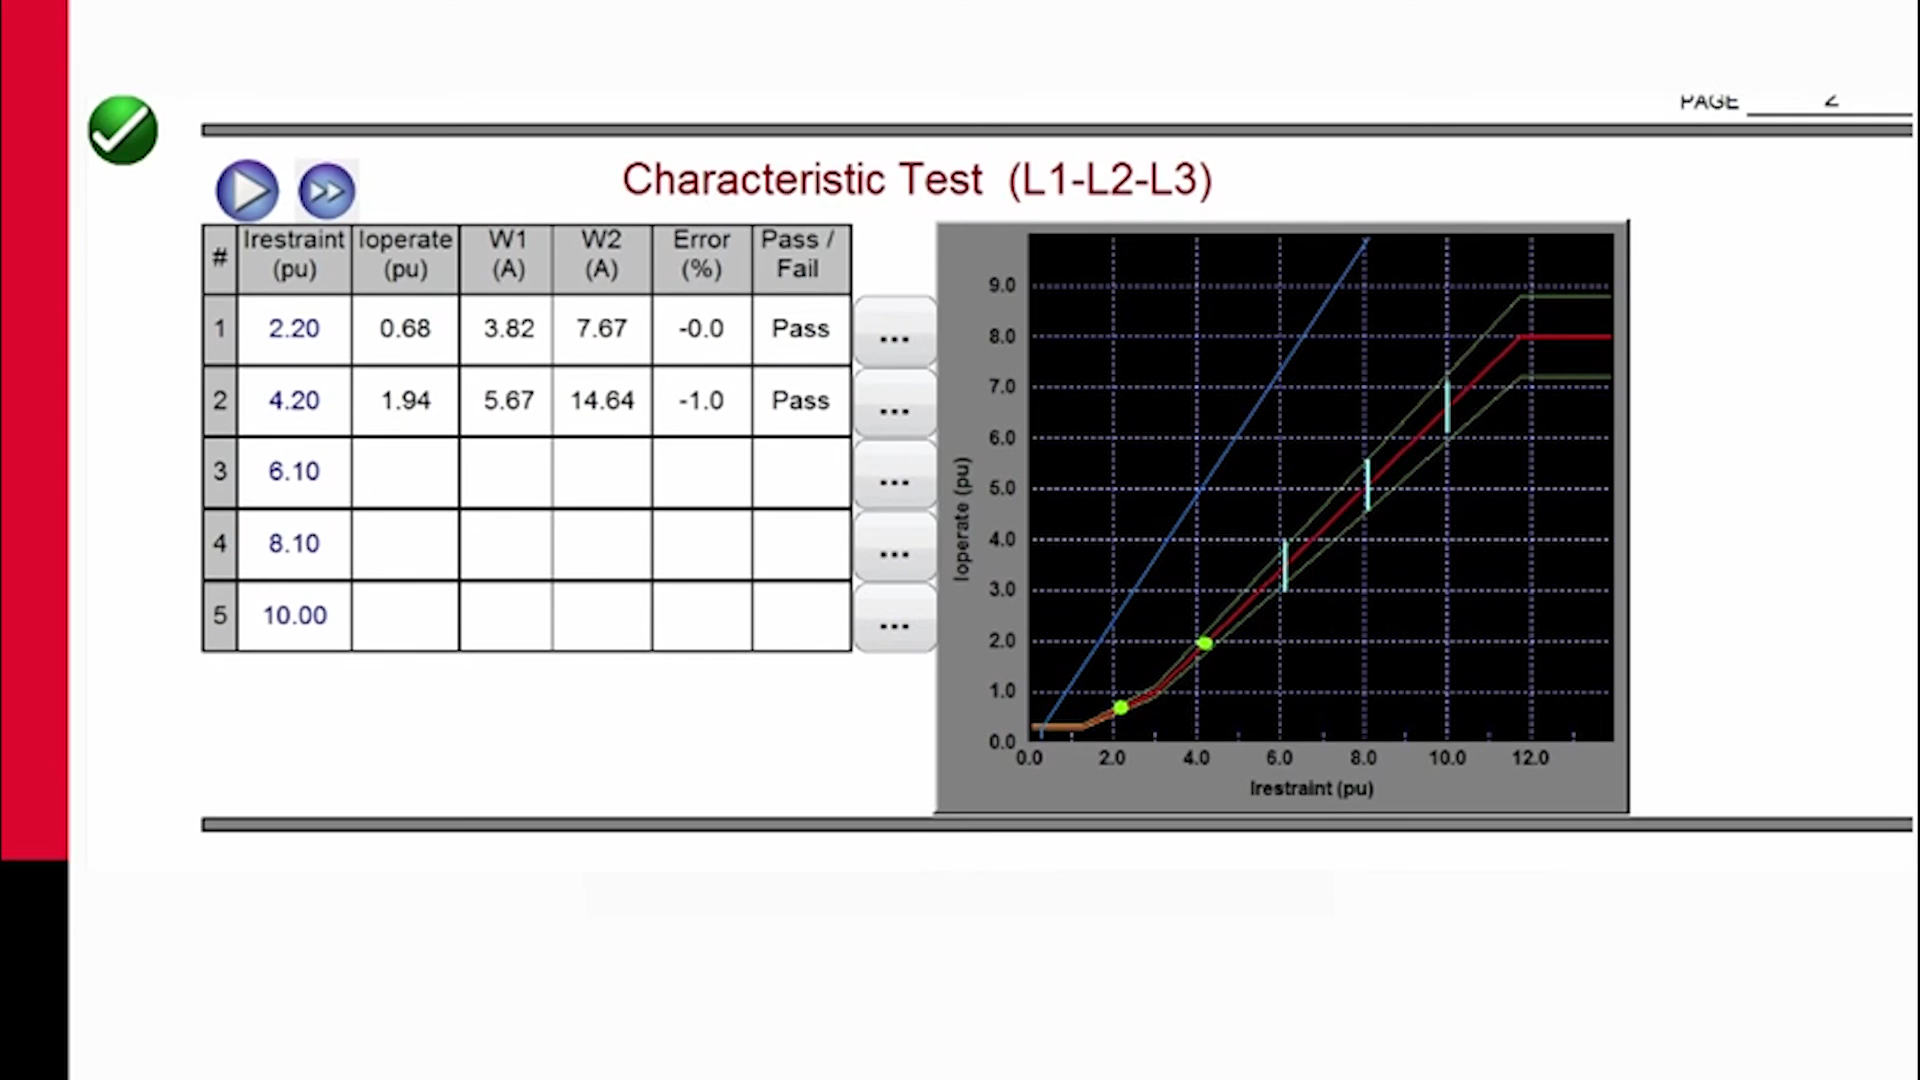 PAGE 2
Characteristic Test (L1-L2-L3)
# Irestraint (pu) Ioperate (pu) W1 (A) W2 (A) Error (%) Pass / Fail
1 2.20 0.68 3.82 7.67 -0.0 Pass ...
2 4.20 1.94 5.67 14.64 -1.0 Pass ...
3 6.10 ...
4 8.10 ...
5 10.00 ...
Ioperate (pu)
9.0
8.0
7.0
6.0
5.0
4.0
3.0
2.0
1.0
0.0
0.0 2.0 4.0 6.0 8.0 10.0 12.0
Irestraint (pu)